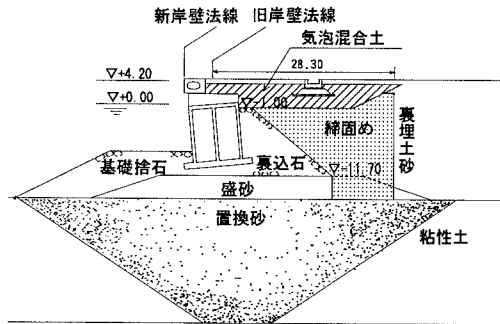 新岸壁法線 旧岸壁法線
気泡混合土
28.30
▽+4.20
▽+0.00
▽-1.00
締固め
裏埋土砂
基礎捨石
裏込石
▽-11.70
盛砂
置換砂
粘性土